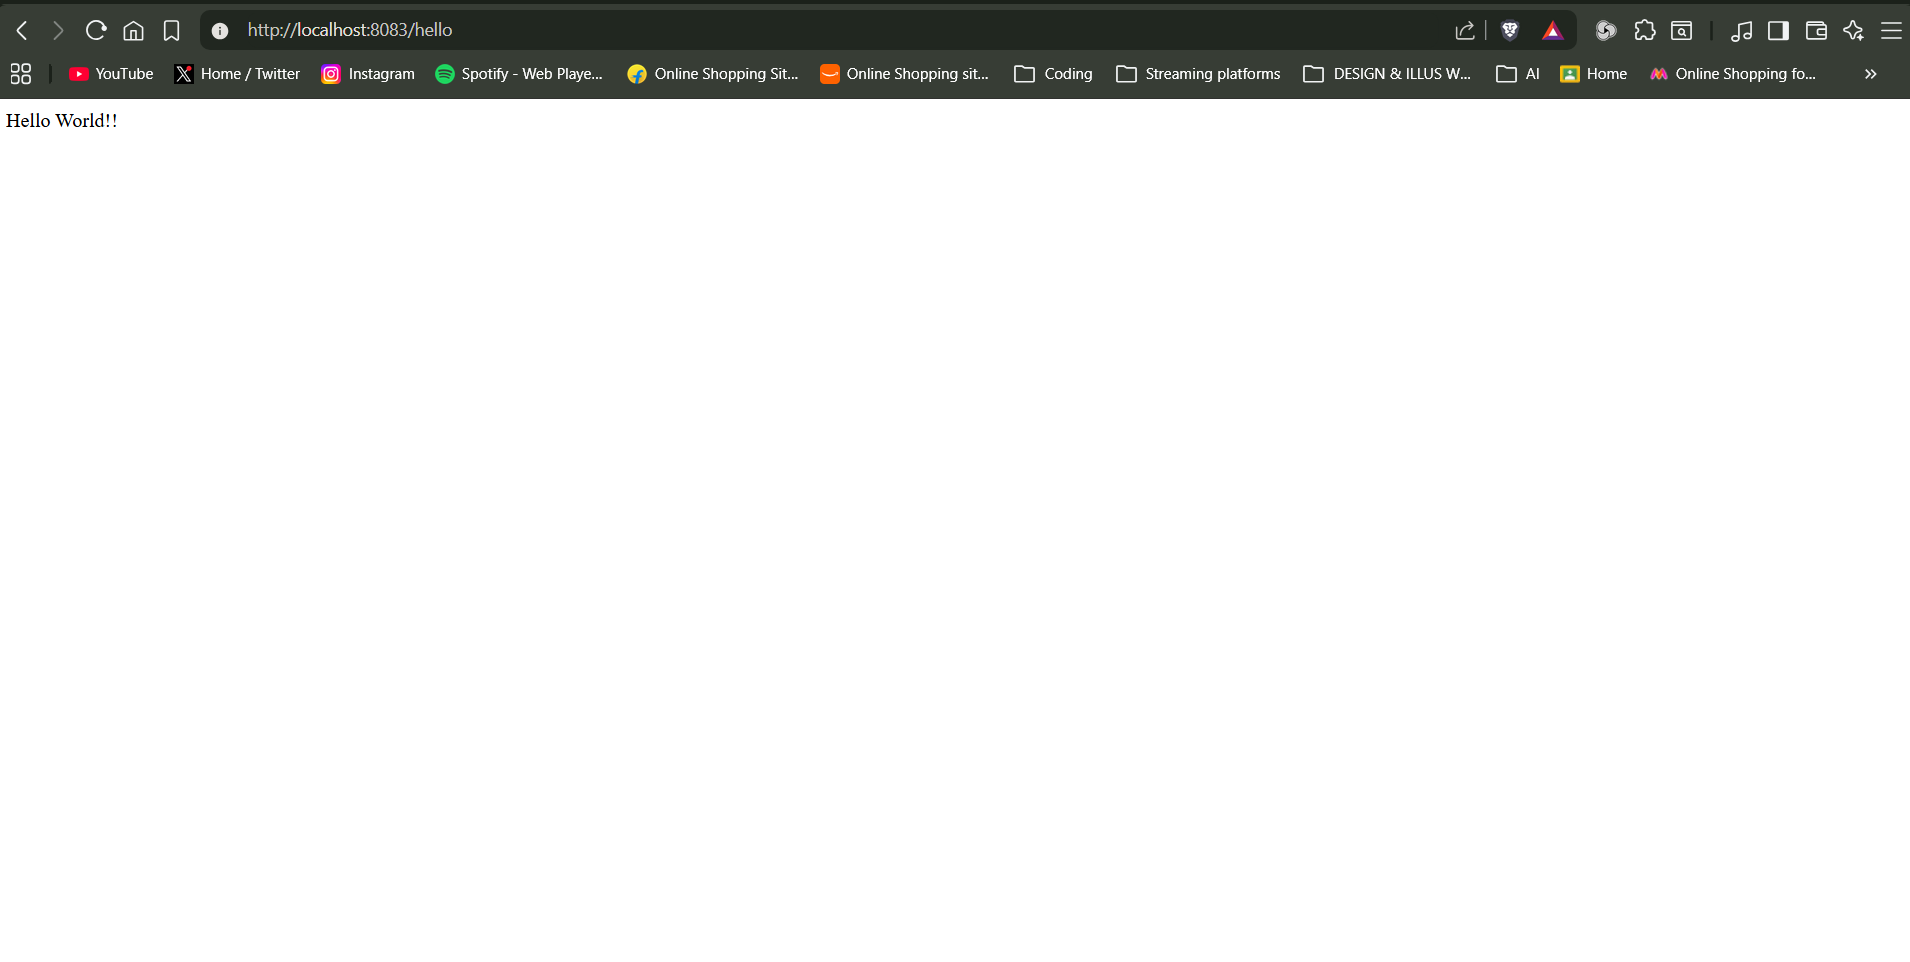 http://localhost:8083/hello
YouTube Home / Twitter Instagram Spotify - Web Playe... Online Shopping Sit... Online Shopping sit... Coding Streaming platforms DESIGN & ILLUS W... AI Home Online Shopping fo...
Hello World!!